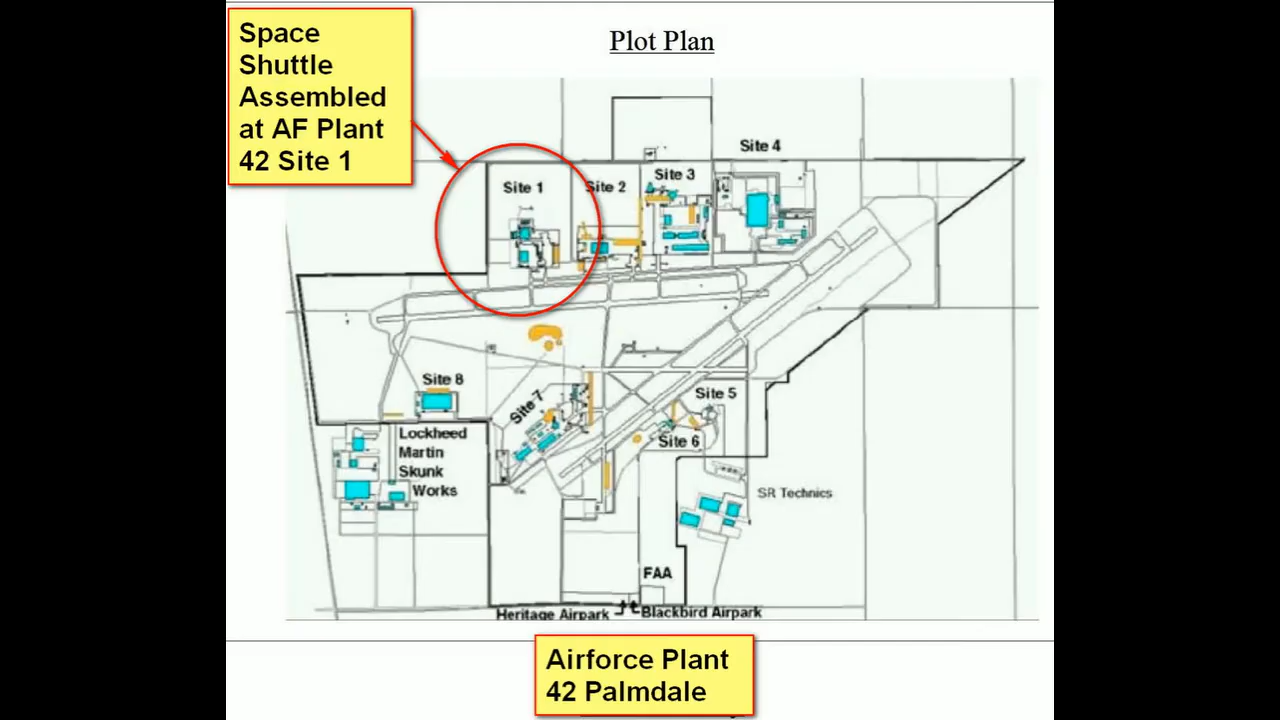 Space
Shuttle
Assembled
at AF Plant
42 Site 1
Plot Plan
Site 4
Site 3
Site 1
Site 2
Site 8
Site 7
Site 5
Site 6
Lockheed
Martin
Skunk
Works
SR Technics
FAA
Heritage Airpark
Blackbird Airpark
Airforce Plant
42 Palmdale